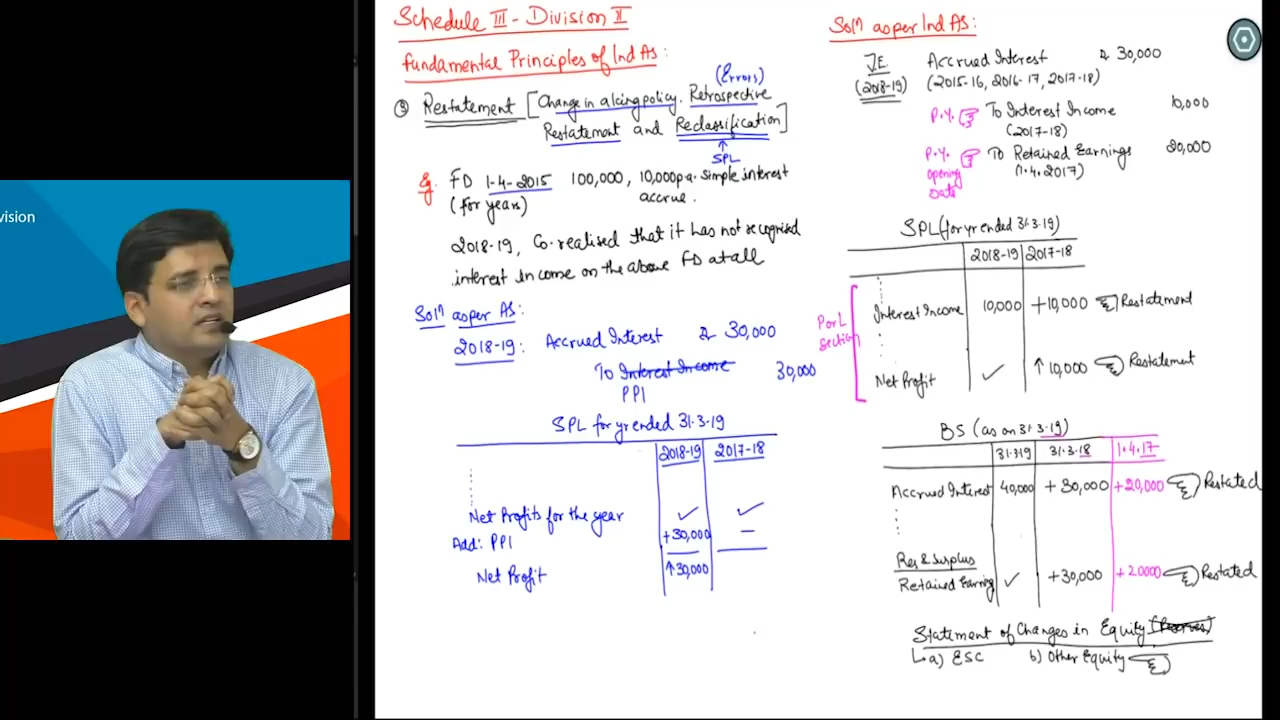 vision
Schedule III - Division II
Fundamental Principles of Ind As:
(Errors)
③ Restatement [Change in a/cing policy. Retrospective
Restatement and Reclassification]
↑
SPL
Eg. FD 1-4-2015 100,000, 10,000 p.a. simple interest
(for years) accrue.
2018-19, Co. realised that it has not recognised
interest income on the above FD at all
Soln as per AS:
2018-19: Accrued Interest Dr 30,000
To Interest Income 30,000
PPI
SPL for yr ended 31.3.19
2018-19 2017-18
Net Profits for the year ✓ ✓
Add: PPI +30,000 —
Net Profit ↑30,000
Soln as per Ind AS:
J.E. Accrued Interest Dr 30,000
(2018-19) (2015-16, 2016-17, 2017-18)
P.Y. To Interest Income 10,000
(2017-18)
P.Y. To Retained Earnings 20,000
opening (1.4.2017)
Date
SPL (for yr ended 31.3.19)
2018-19 2017-18
P or L
Section
Interest Income 10,000 +10,000 Restatement
Net Profit ✓ ↑10,000 Restatement
BS (as on 31.3.19)
31.3.19 31.3.18 1.4.17
Accrued Interest 40,000 +30,000 +20,000 Restated
Res & Surplus
Retained Earning ✓ +30,000 +20000 Restated
Statement of Changes in Equity (Reserves)
↳ a) ESC b) Other Equity